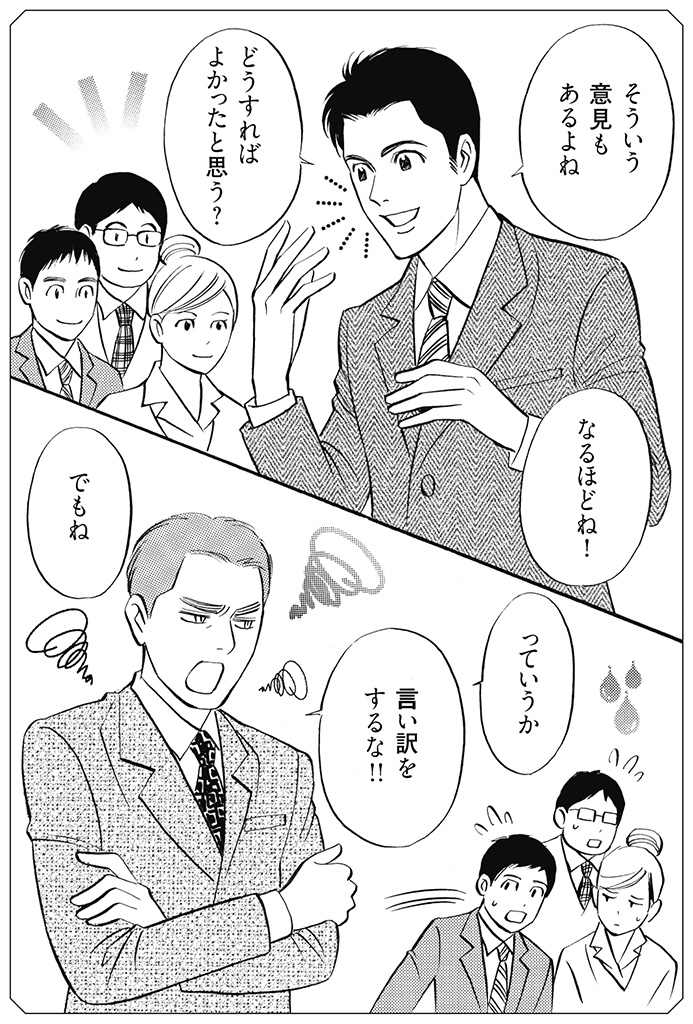 そういう
意見も
あるよね
どうすれば
よかったと思う？
なるほどね！
でもね
っていうか
言い訳を
するな!!